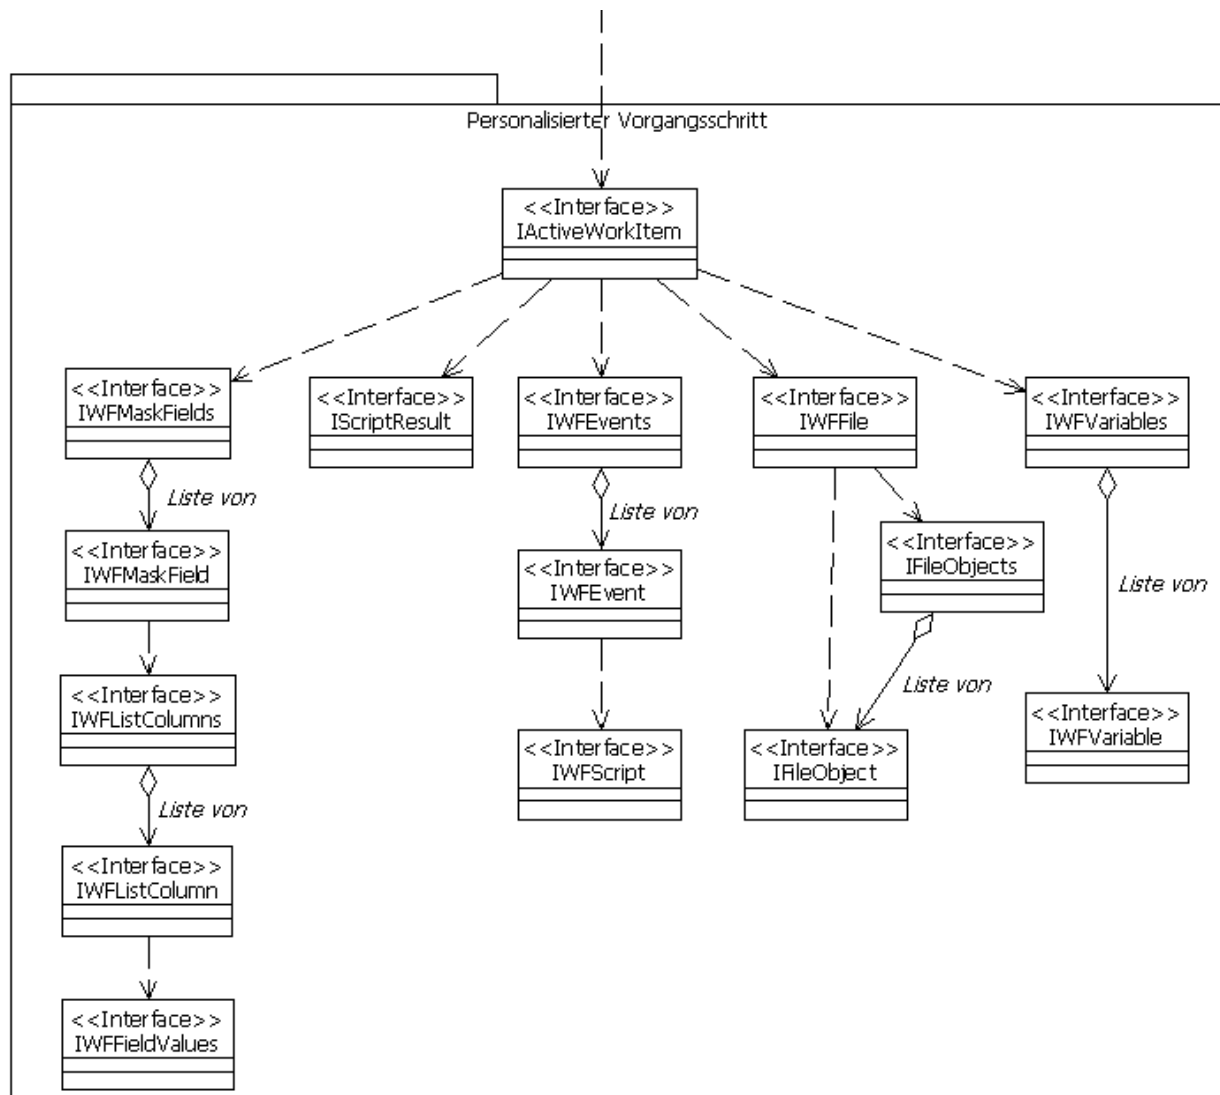 Personalisierter Vorgangsschritt
<<Interface>>
IActiveWorkItem
<<Interface>>
IWFMaskFields
<<Interface>>
IScriptResult
<<Interface>>
IWFEvents
<<Interface>>
IWFFile
<<Interface>>
IWFVariables
Liste von
Liste von
<<Interface>>
IWFMaskField
<<Interface>>
IWFEvent
<<Interface>>
IFileObjects
Liste von
<<Interface>>
IWFListColumns
Liste von
<<Interface>>
IWFScript
<<Interface>>
IFileObject
<<Interface>>
IWFVariable
Liste von
<<Interface>>
IWFListColumn
<<Interface>>
IWFFieldValues